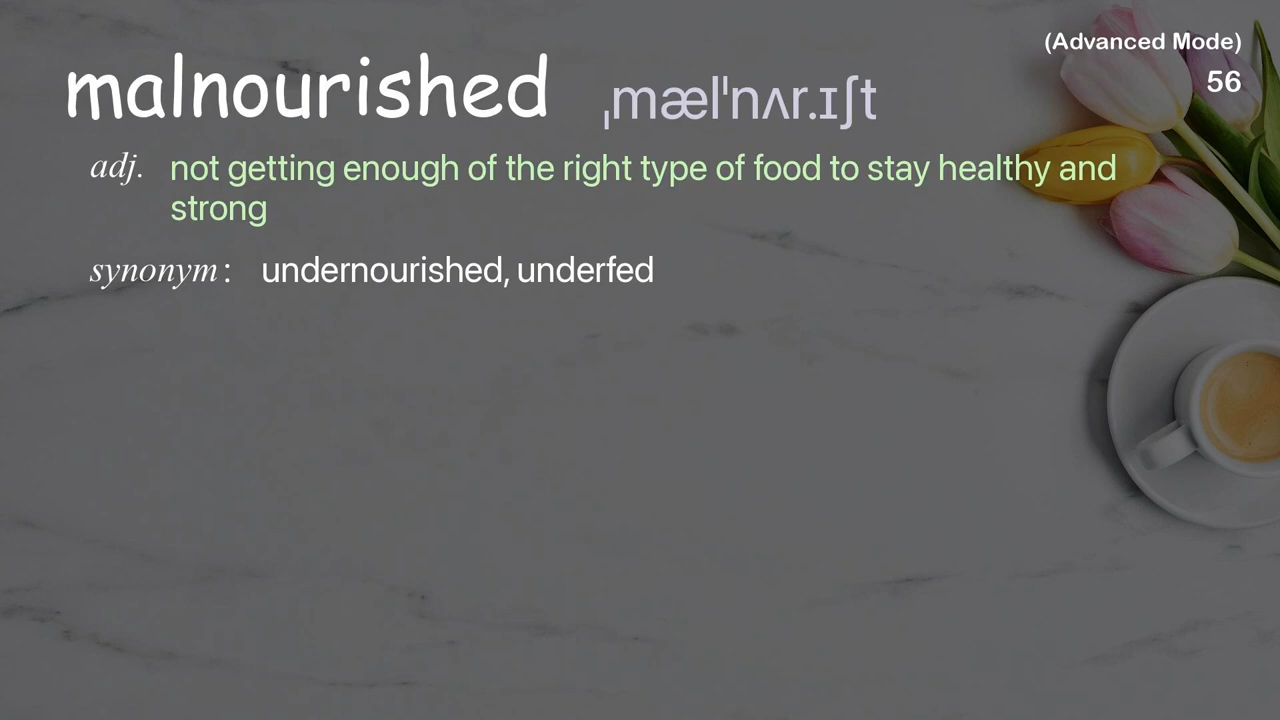 (Advanced Mode)
malnourished ˌmælˈnʌr.ɪʃt
56
adj. not getting enough of the right type of food to stay healthy and
strong
synonym: undernourished, underfed